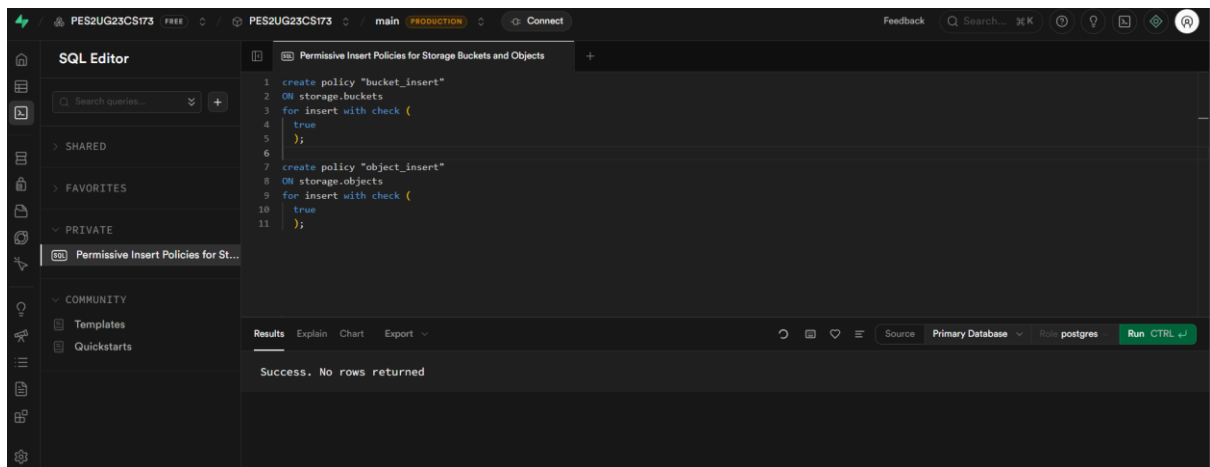 PES2UG23CS173 FREE PES2UG23CS173 main PRODUCTION Connect Feedback Search... ⌘K
SQL Editor
SQL Permissive Insert Policies for Storage Buckets and Objects
Search queries...
SHARED
FAVORITES
PRIVATE
SQL Permissive Insert Policies for St...
COMMUNITY
Templates
Quickstarts
1 create policy "bucket_insert"
2 ON storage.buckets
3 for insert with check (
4 true
5 );
6
7 create policy "object_insert"
8 ON storage.objects
9 for insert with check (
10 true
11 );
Results Explain Chart Export Source Primary Database Role postgres Run CTRL ↵
Success. No rows returned